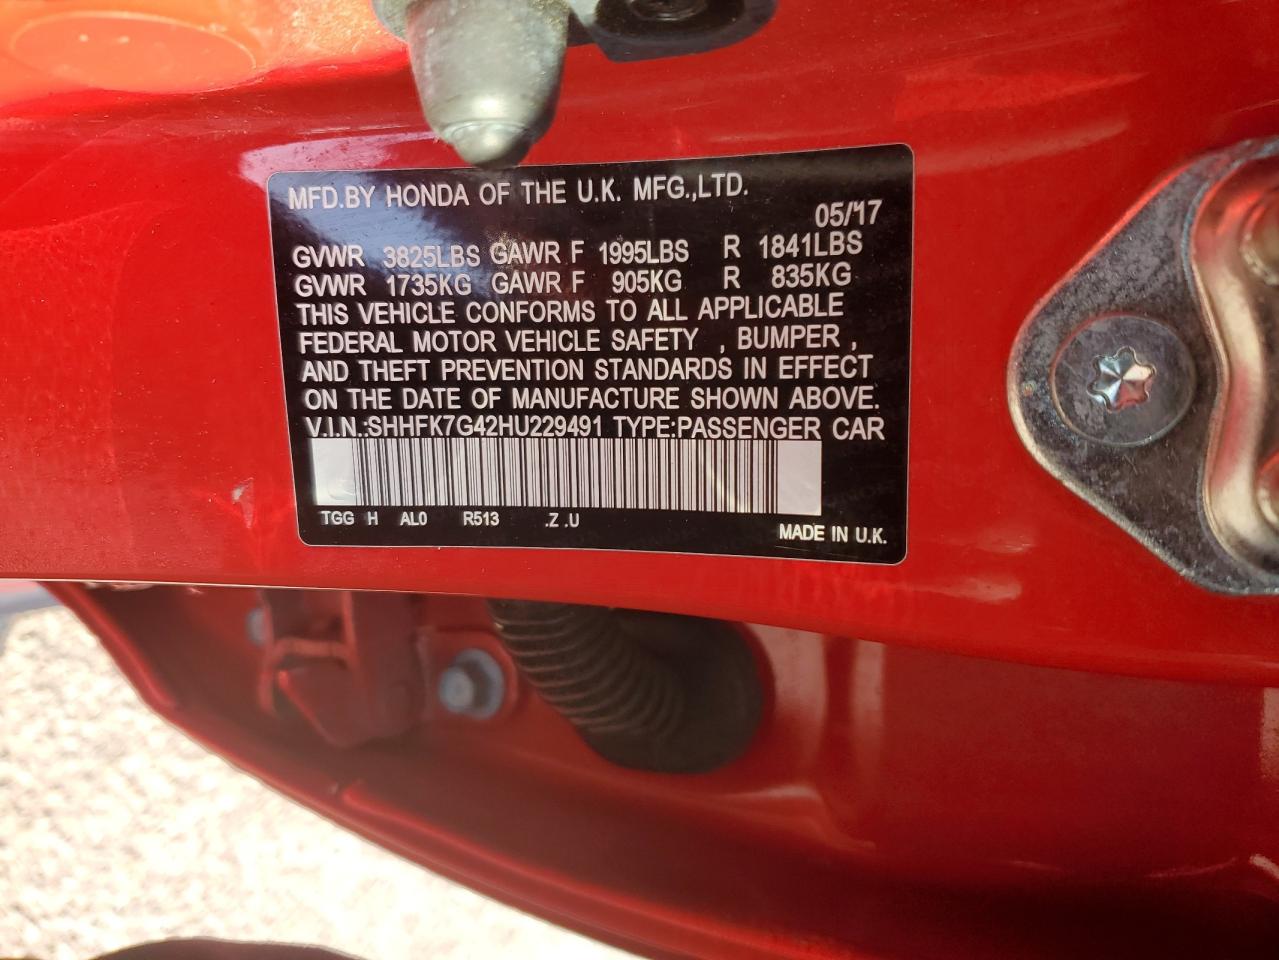 MFD.BY HONDA OF THE U.K. MFG.,LTD.
05/17
GVWR 3825LBS GAWR F 1995LBS R 1841LBS
GVWR 1735KG GAWR F 905KG R 835KG
THIS VEHICLE CONFORMS TO ALL APPLICABLE
FEDERAL MOTOR VEHICLE SAFETY , BUMPER ,
AND THEFT PREVENTION STANDARDS IN EFFECT
ON THE DATE OF MANUFACTURE SHOWN ABOVE.
V.I.N.:SHHFK7G42HU229491 TYPE:PASSENGER CAR
TGG H AL0 R513 .Z .U
MADE IN U.K.